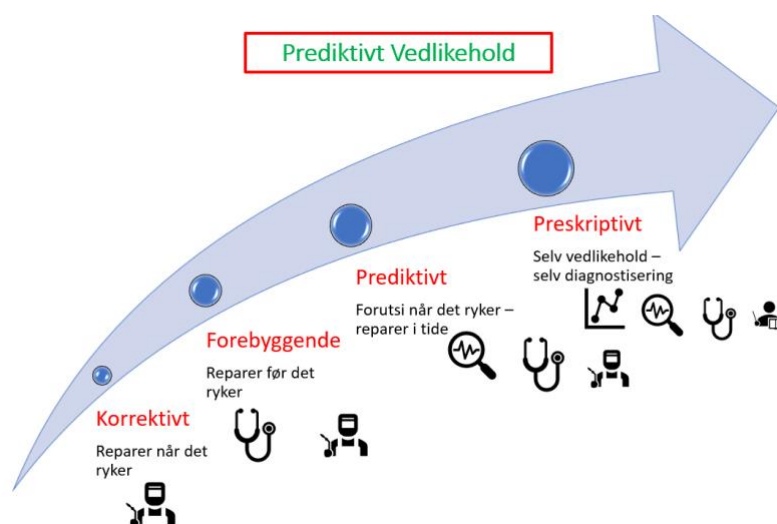 Prediktivt Vedlikehold
Preskriptivt
Selv vedlikehold –
selv diagnostisering
Prediktivt
Forutsi når det ryker –
reparer i tide
Forebyggende
Reparer før det
ryker
Korrektivt
Reparer når det
ryker